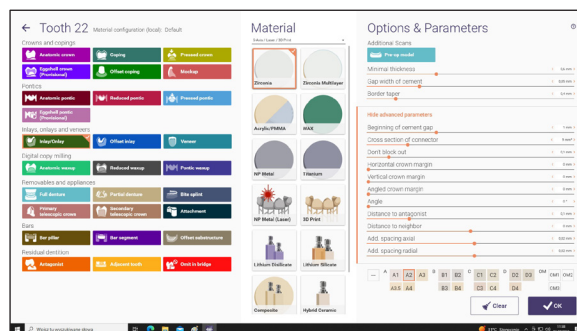 ← Tooth 22 Material configuration (local): Default
Crowns and copings
Anatomic crown
Coping
Pressed crown
Eggshell crown (Provisional)
Offset coping
Mockup
Pontics
Anatomic pontic
Reduced pontic
Pressed pontic
Eggshell pontic (Provisional)
Inlays, onlays and veneers
Inlay/Onlay
Offset inlay
Veneer
Digital copy milling
Anatomic waxup
Reduced waxup
Pontic waxup
Removables and appliances
Full denture
Partial denture
Bite splint
Primary telescopic crown
Secondary telescopic crown
Attachment
Bars
Bar pillar
Bar segment
Offset substructure
Residual dentition
Antagonist
Adjacent tooth
Omit in bridge
Material
Zirconia
Zirconia Multilayer
Acrylic/PMMA
WAX
NP Metal
Titanium
NP Metal (Laser)
3D Print
Lithium Disilicate
Lithium Silicate
Composite
Hybrid Ceramic
Options & Parameters
Additional Scans
Pre-op model
Minimal thickness
Gap width of cement
Border taper
Hide advanced parameters
Beginning of cement gap
Cross section of connector
Don't block out
Horizontal crown margin
Vertical crown margin
Angled crown margin
Angle
Distance to antagonist
Distance to neighbor
Add. spacing axial
Add. spacing radial
A A1 A2 A3 B B1 B2 C C1 C2 D D2 D3 OM OM1 OM2
A3.5 A4 B3 B4 C3 C4 D4 OM3
Clear
OK